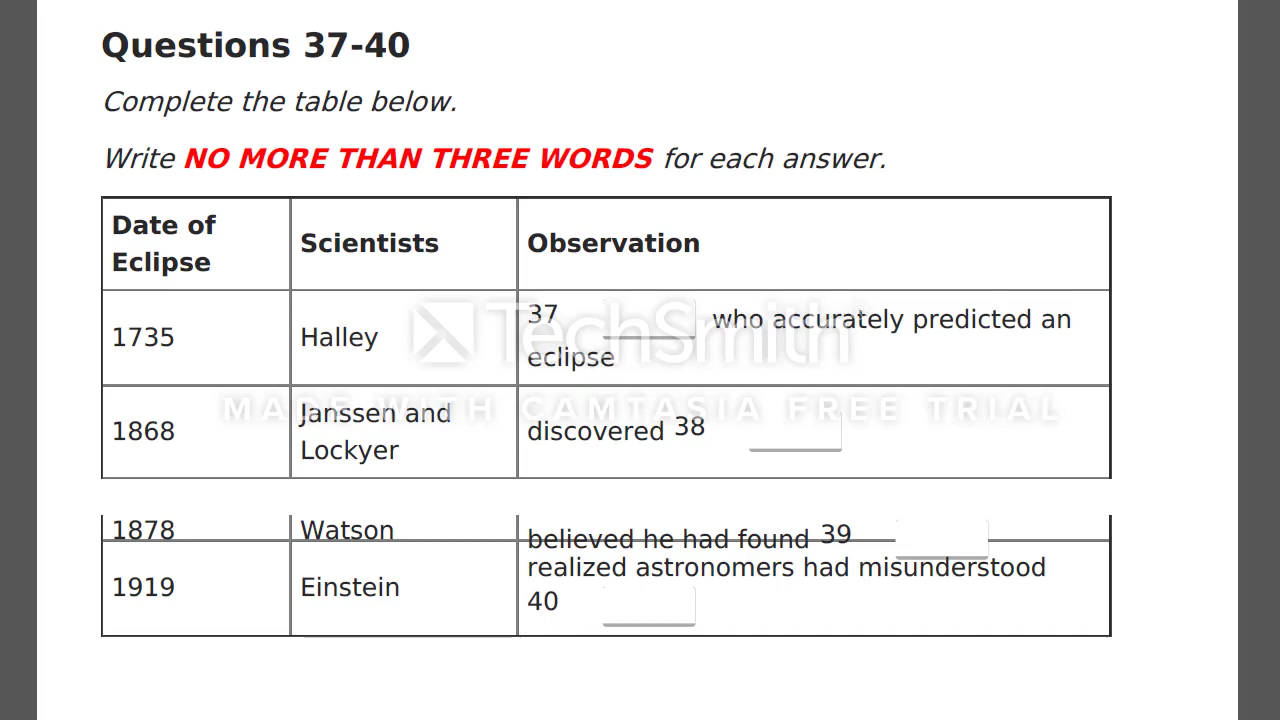 Questions 37-40
Complete the table below.
Write NO MORE THAN THREE WORDS for each answer.
Date of Eclipse
Scientists
Observation
1735
Halley
37 who accurately predicted an
eclipse
1868
Janssen and
Lockyer
discovered 38
1878
Watson
believed he had found 39
1919
Einstein
realized astronomers had misunderstood
40
TechSmith
MADE WITH CAMTASIA FREE TRIAL